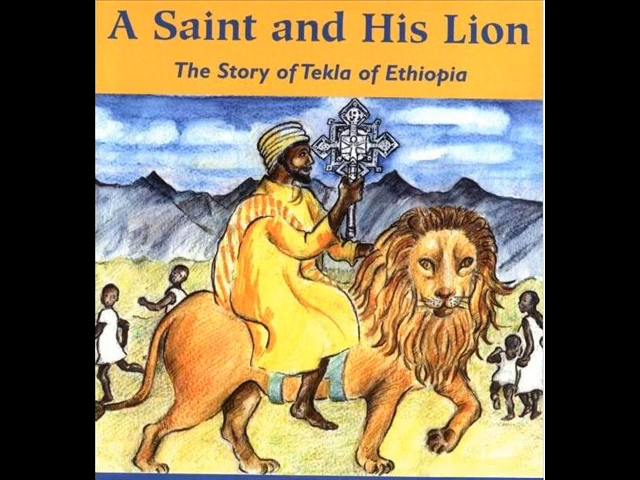 A Saint and His Lion
The Story of Tekla of Ethiopia